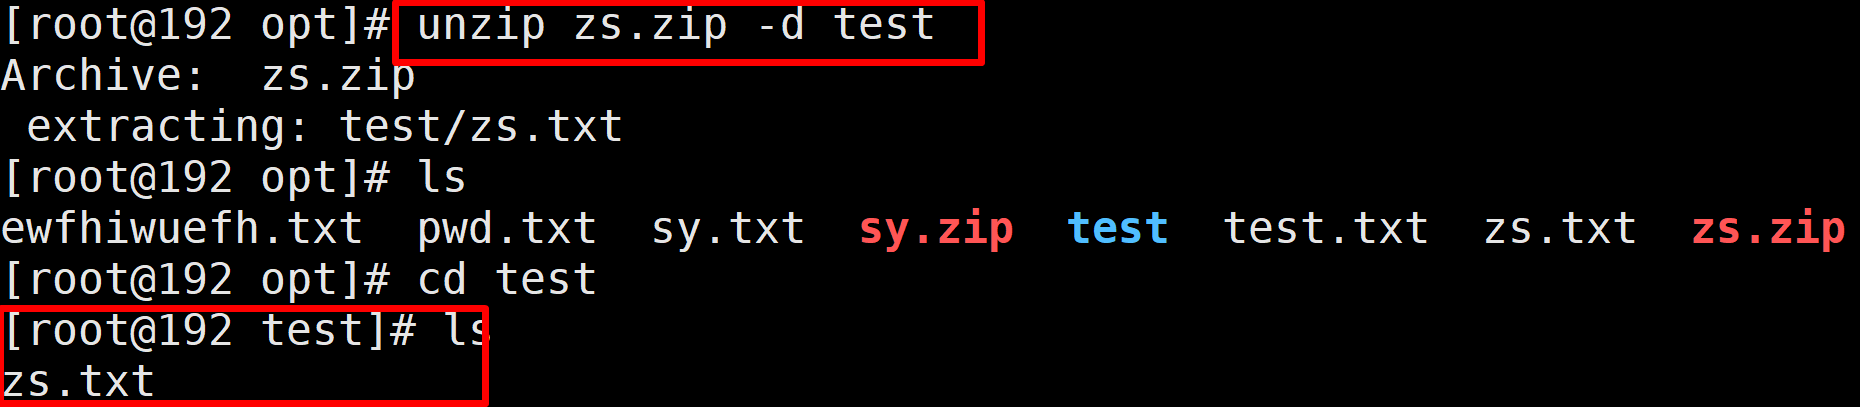 [root@192 opt]# unzip zs.zip -d test
Archive:  zs.zip
 extracting: test/zs.txt
[root@192 opt]# ls
ewfhiwuefh.txt  pwd.txt  sy.txt  sy.zip  test  test.txt  zs.txt  zs.zip
[root@192 opt]# cd test
[root@192 test]# ls
zs.txt